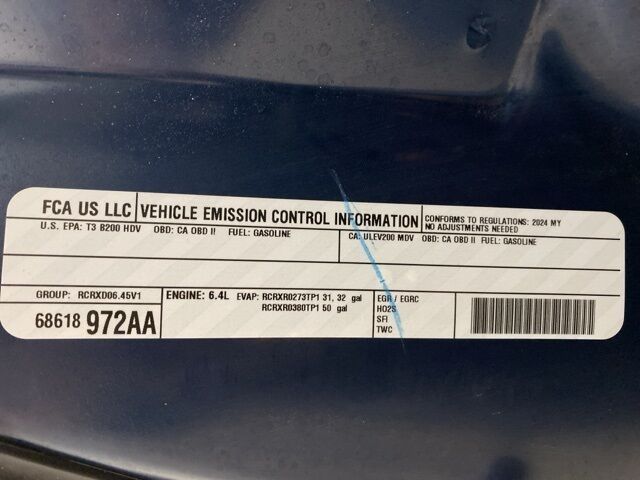 FCA US LLC VEHICLE EMISSION CONTROL INFORMATION
CONFORMS TO REGULATIONS: 2024 MY
NO ADJUSTMENTS NEEDED
U.S. EPA: T3 B200 HDV OBD: CA OBD II FUEL: GASOLINE
CA: ULEV200 MDV OBD: CA OBD II FUEL: GASOLINE
GROUP: RCRXD06.45V1
68618 972AA
ENGINE: 6.4L EVAP: RCRXR0273TP1 31, 32 gal
RCRXR0380TP1 50 gal
EGR / EGRC
HO2S
SFI
TWC